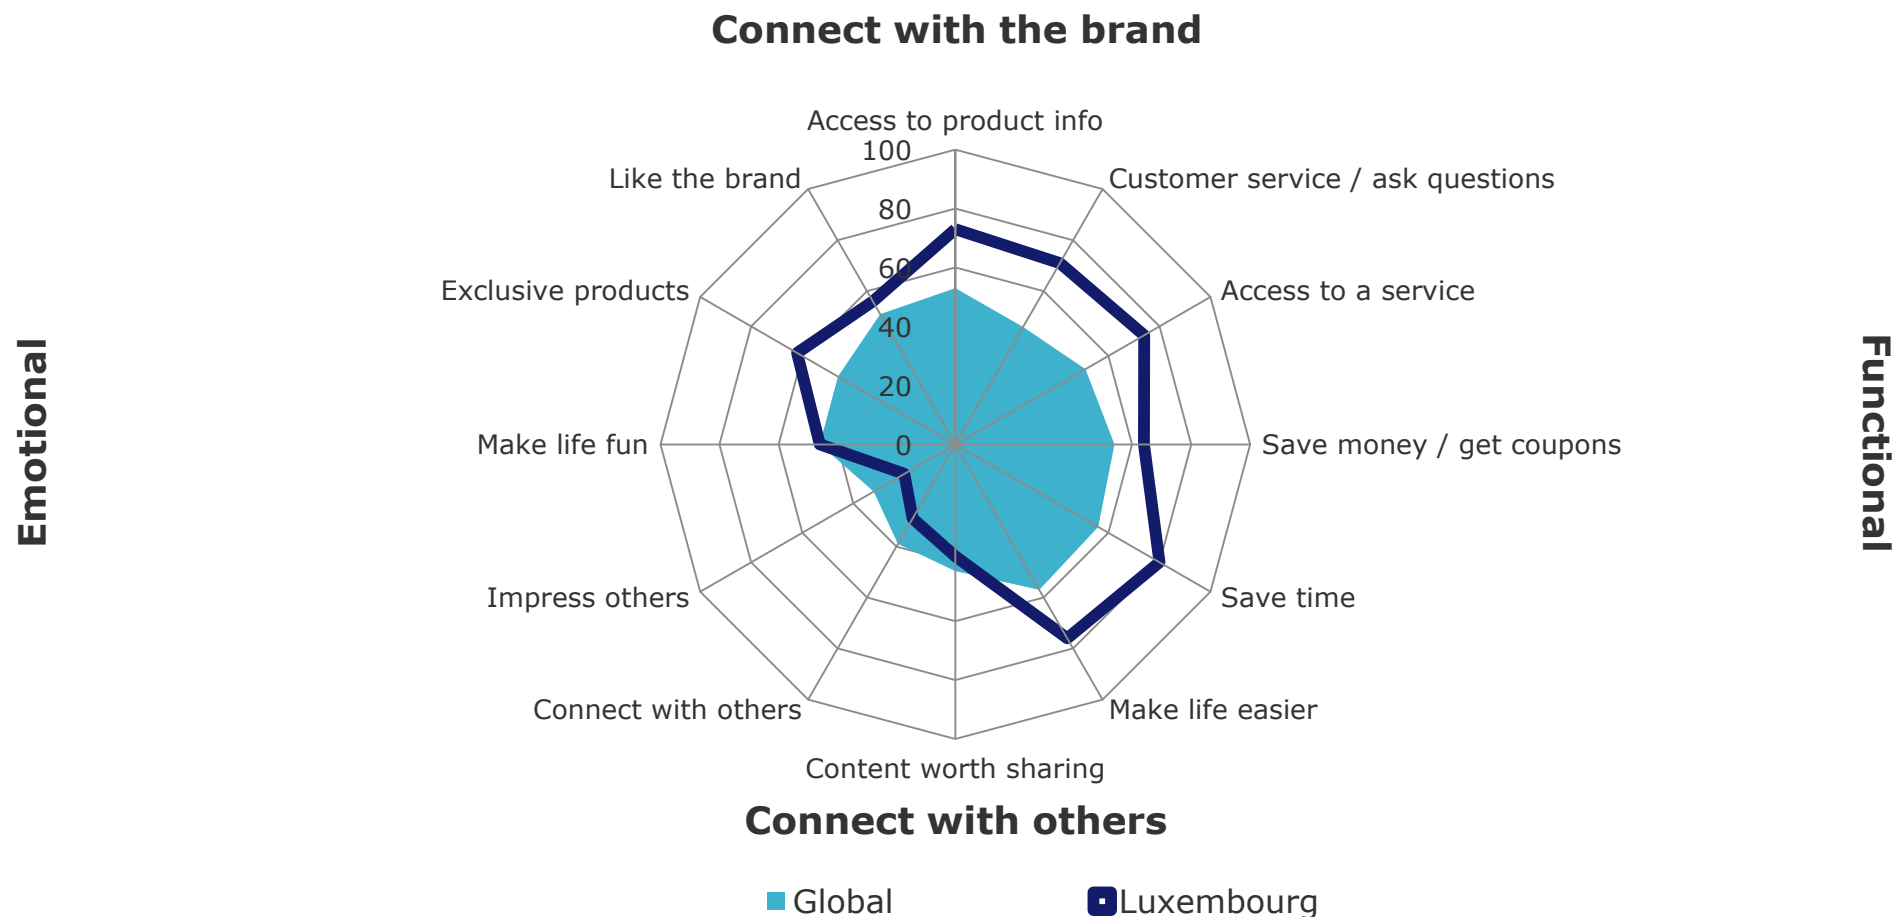 Connect with the brand
Access to product info
100
Like the brand
Customer service / ask questions
80
60
Exclusive products
Access to a service
40
Emotional
Functional
20
Make life fun
0
Save money / get coupons
Impress others
Save time
Connect with others
Make life easier
Content worth sharing
Connect with others
Global
Luxembourg